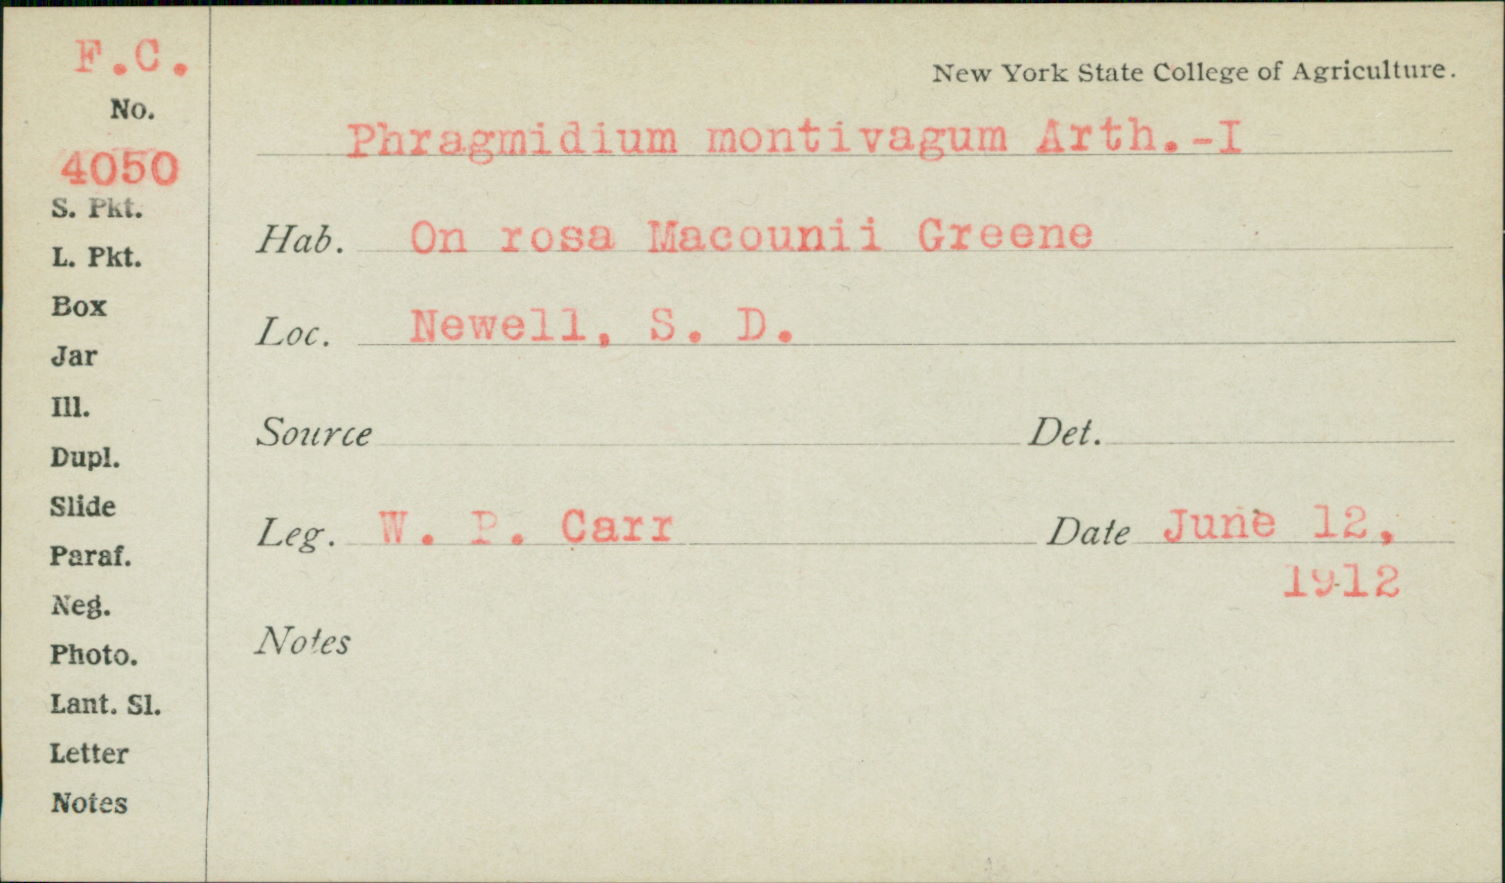 F.C.
No.
4050
S. Pkt.
L. Pkt.
Box
Jar
Ill.
Dupl.
Slide
Paraf.
Neg.
Photo.
Lant. Sl.
Letter
Notes
New York State College of Agriculture.
Phragmidium montivagum Arth.-I
Hab. On rosa Macounii Greene
Loc. Newell, S. D.
Source Det.
Leg. W. P. Carr Date June 12,
1912
Notes